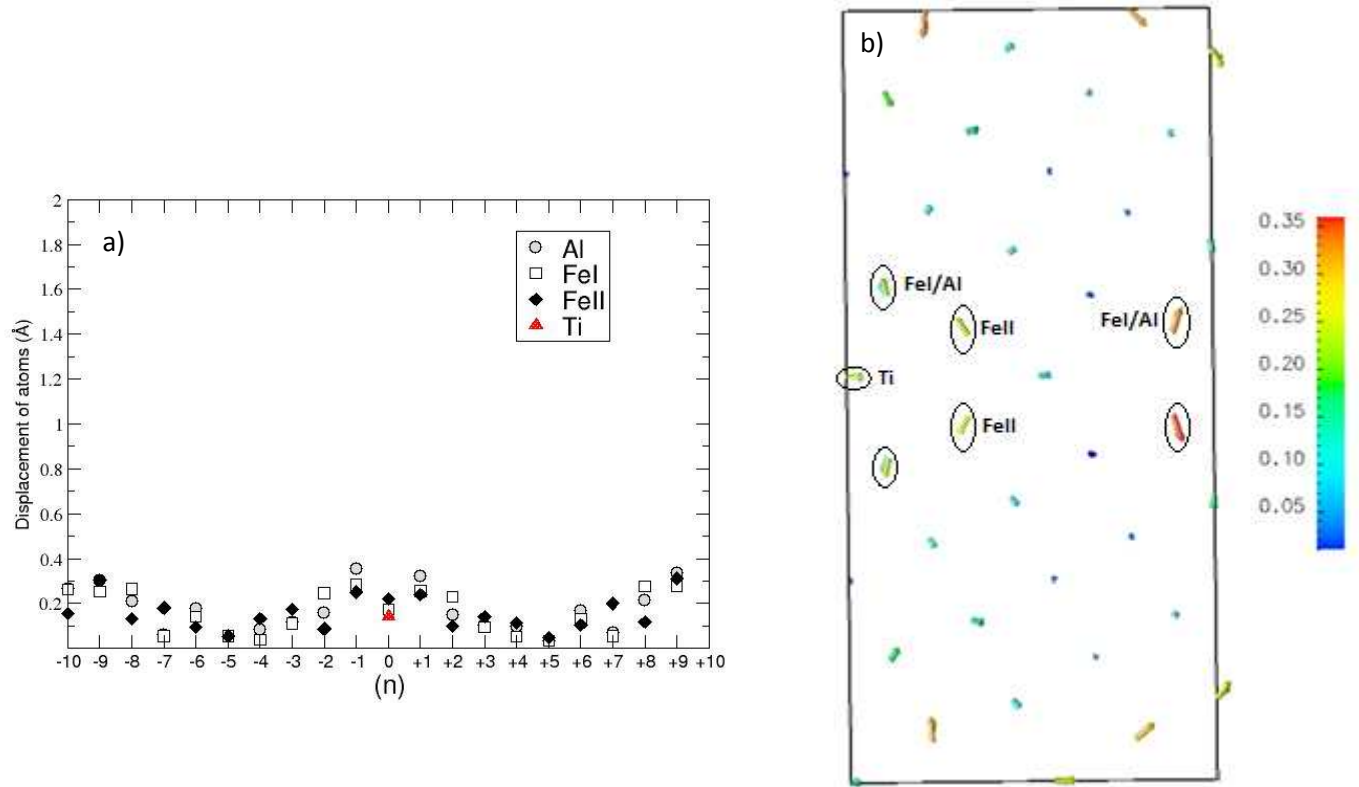 a)
Displacement of atoms (Å)
2
1.8
1.6
1.4
1.2
1
0.8
0.6
0.4
0.2
-10 -9 -8 -7 -6 -5 -4 -3 -2 -1 0 +1 +2 +3 +4 +5 +6 +7 +8 +9 +10
(n)
Al
FeI
FeII
Ti
b)
FeI/Al
FeII
FeI/Al
Ti
FeII
0.35
0.30
0.25
0.20
0.15
0.10
0.05